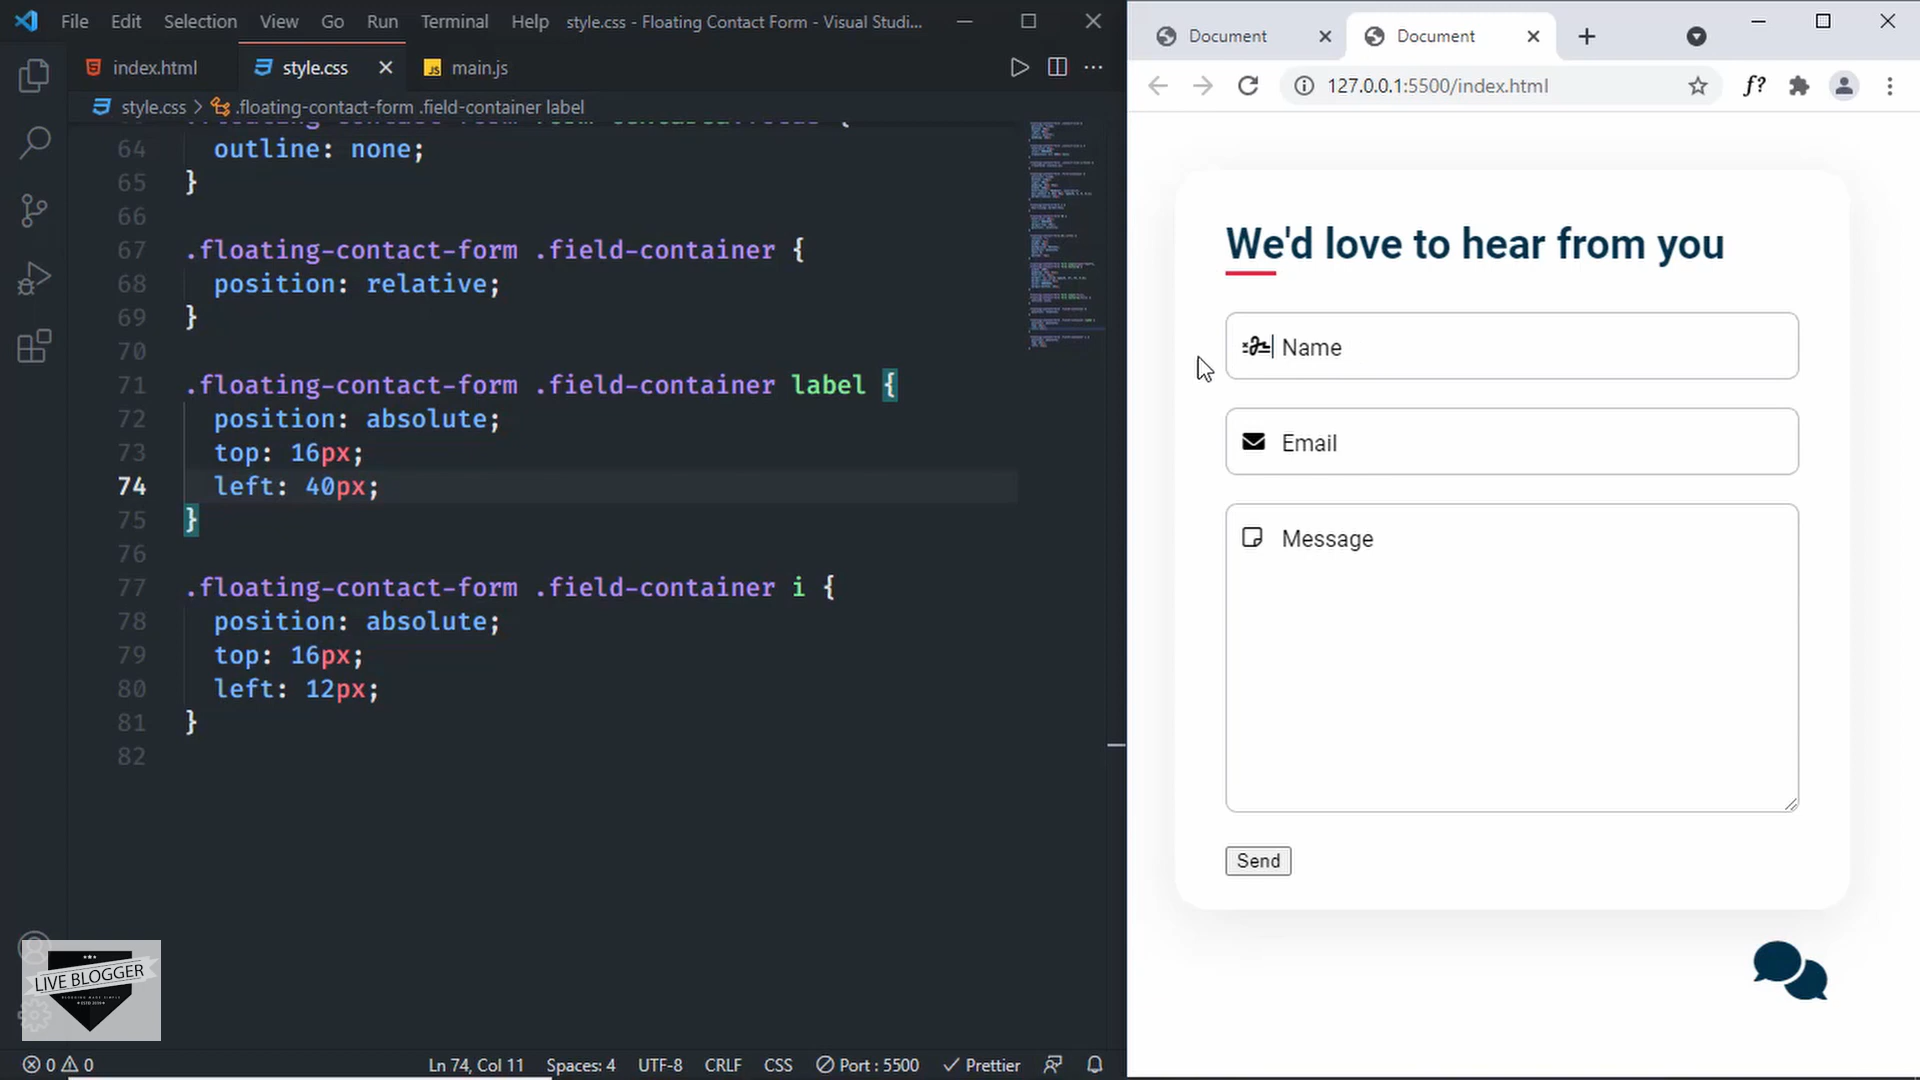 File Edit Selection View Go Run Terminal Help style.css - Floating Contact Form - Visual Studi...
index.html style.css main.js
style.css > .floating-contact-form .field-container label
64 outline: none;
65 }
66
67 .floating-contact-form .field-container {
68 position: relative;
69 }
70
71 .floating-contact-form .field-container label {
72 position: absolute;
73 top: 16px;
74 left: 40px;
75 }
76
77 .floating-contact-form .field-container i {
78 position: absolute;
79 top: 16px;
80 left: 12px;
81 }
82
LIVE BLOGGER
0 0 Ln 74, Col 11 Spaces: 4 UTF-8 CRLF CSS Port : 5500 Prettier
Document Document
127.0.0.1:5500/index.html f?
We'd love to hear from you
Name
Email
Message
Send